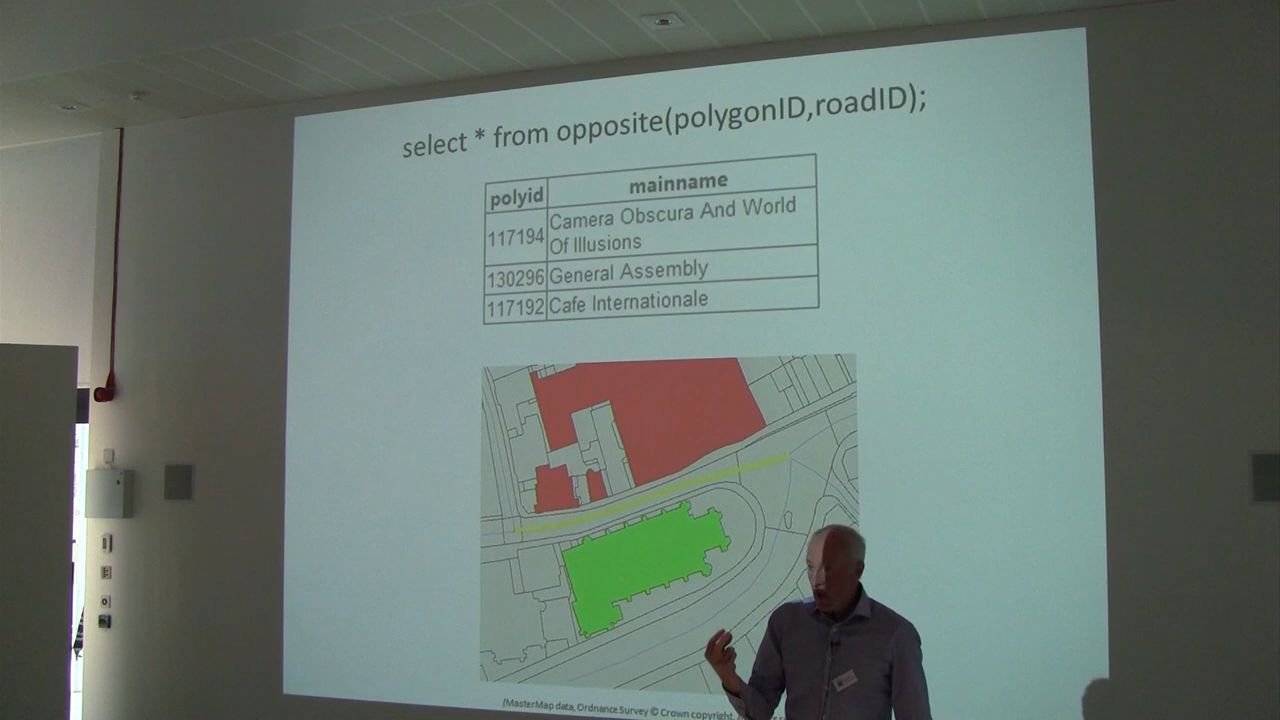 select * from opposite(polygonID,roadID);
polyid mainname
117194 Camera Obscura And World
Of Illusions
130296 General Assembly
117192 Cafe Internationale
(MasterMap data, Ordnance Survey © Crown copyright,